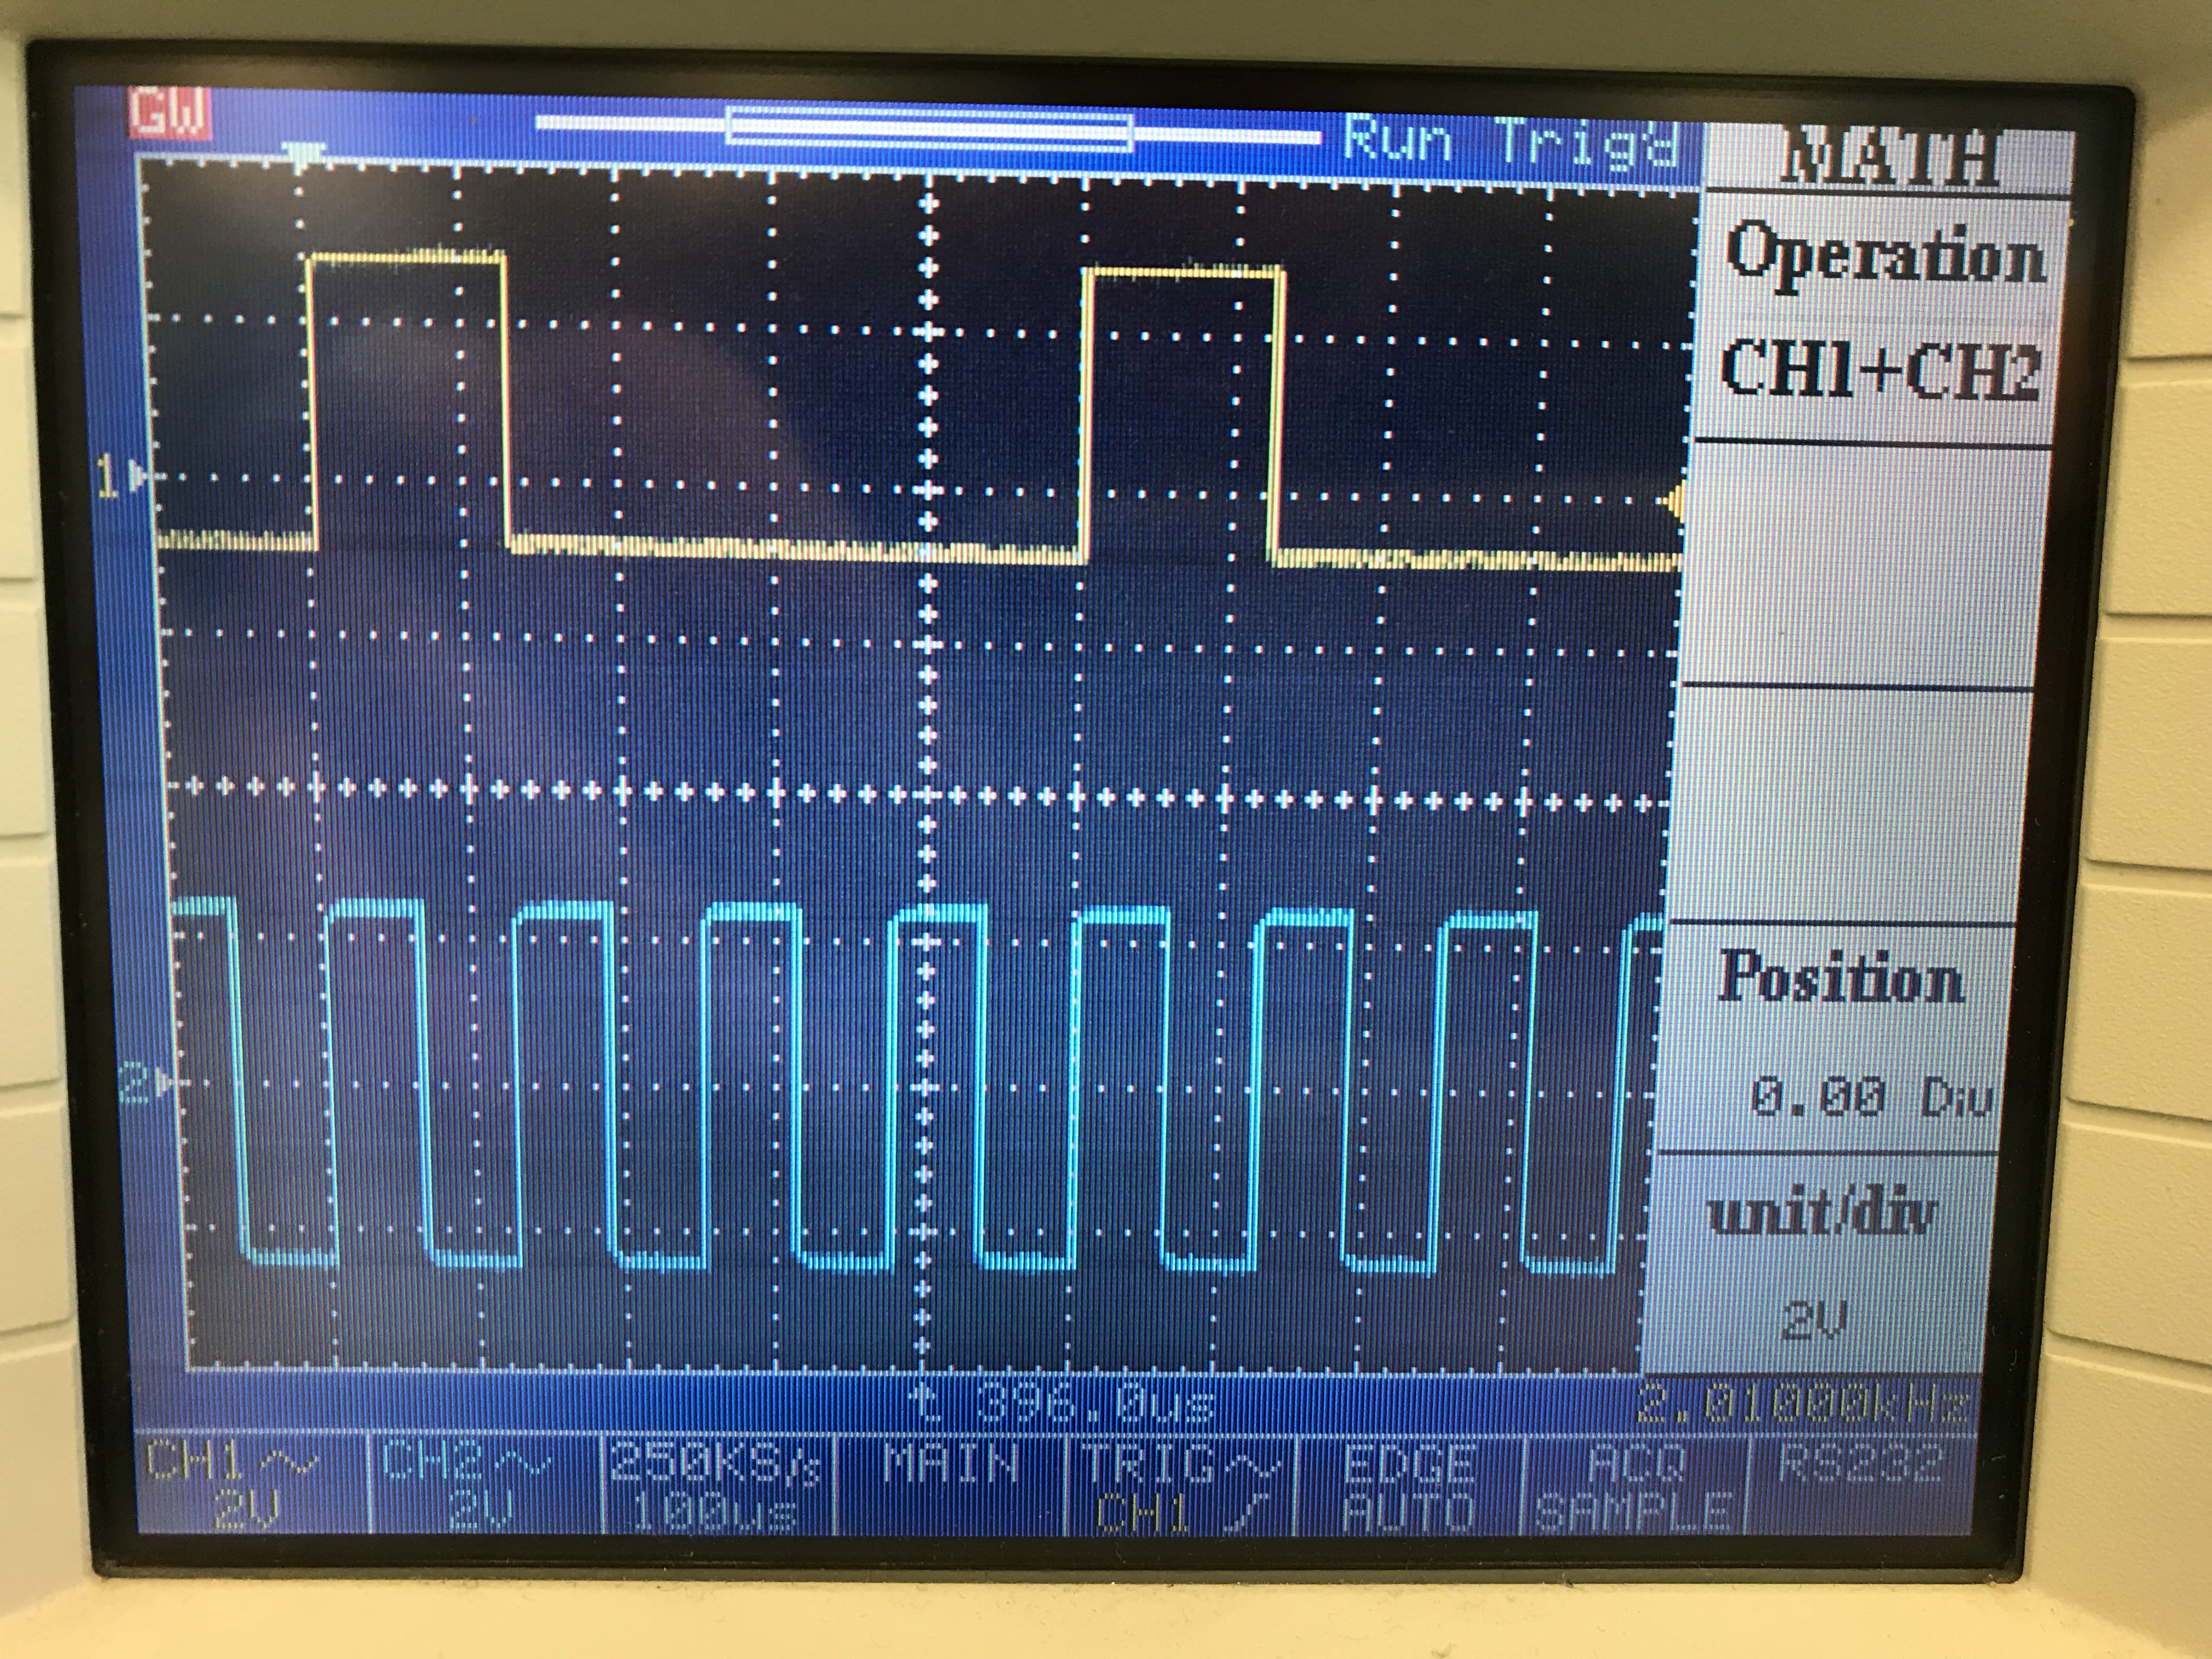 GW
Run Trig'd
MATH
Operation
CH1+CH2
1
Position
0.00 Div
2
unit/div
2V
t 396.0us
2.01000kHz
CH1 CH2 250KS/s MAIN TRIG EDGE ACQ RS232
2V 2V 100us CH1 AUTO SAMPLE